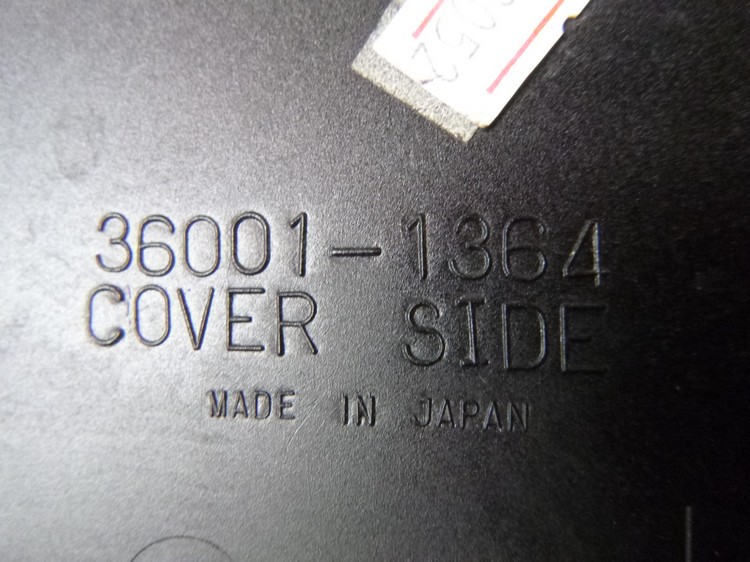 36001-1364
COVER SIDE
MADE IN JAPAN